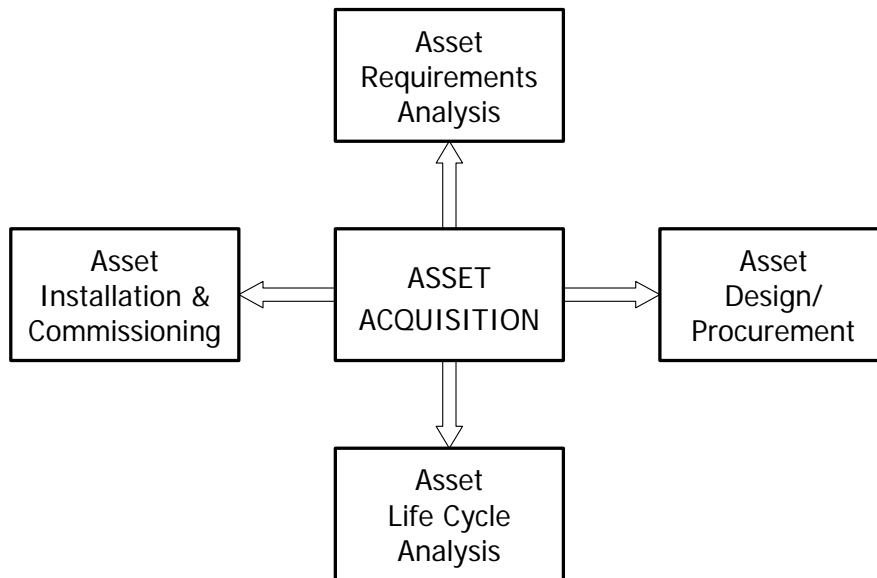 Asset
Requirements
Analysis
Asset
Installation &
Commissioning
ASSET
ACQUISITION
Asset
Design/
Procurement
Asset
Life Cycle
Analysis